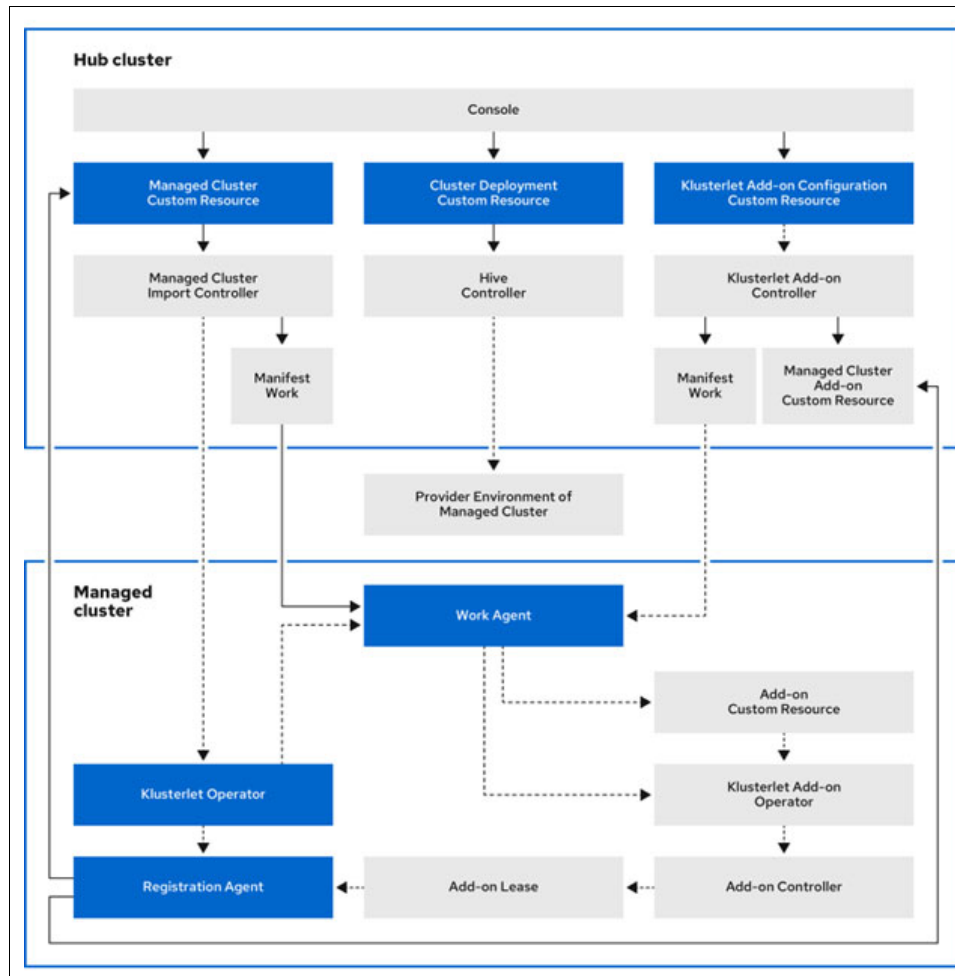 Hub cluster
Console
Managed Cluster
Custom Resource
Cluster Deployment
Custom Resource
Klusterlet Add-on Configuration
Custom Resource
Managed Cluster
Import Controller
Hive
Controller
Klusterlet Add-on
Controller
Manifest
Work
Manifest
Work
Managed Cluster
Add-on
Custom Resource
Provider Environment of
Managed Cluster
Managed
cluster
Work Agent
Add-on
Custom Resource
Klusterlet Operator
Klusterlet Add-on
Operator
Registration Agent
Add-on Lease
Add-on Controller